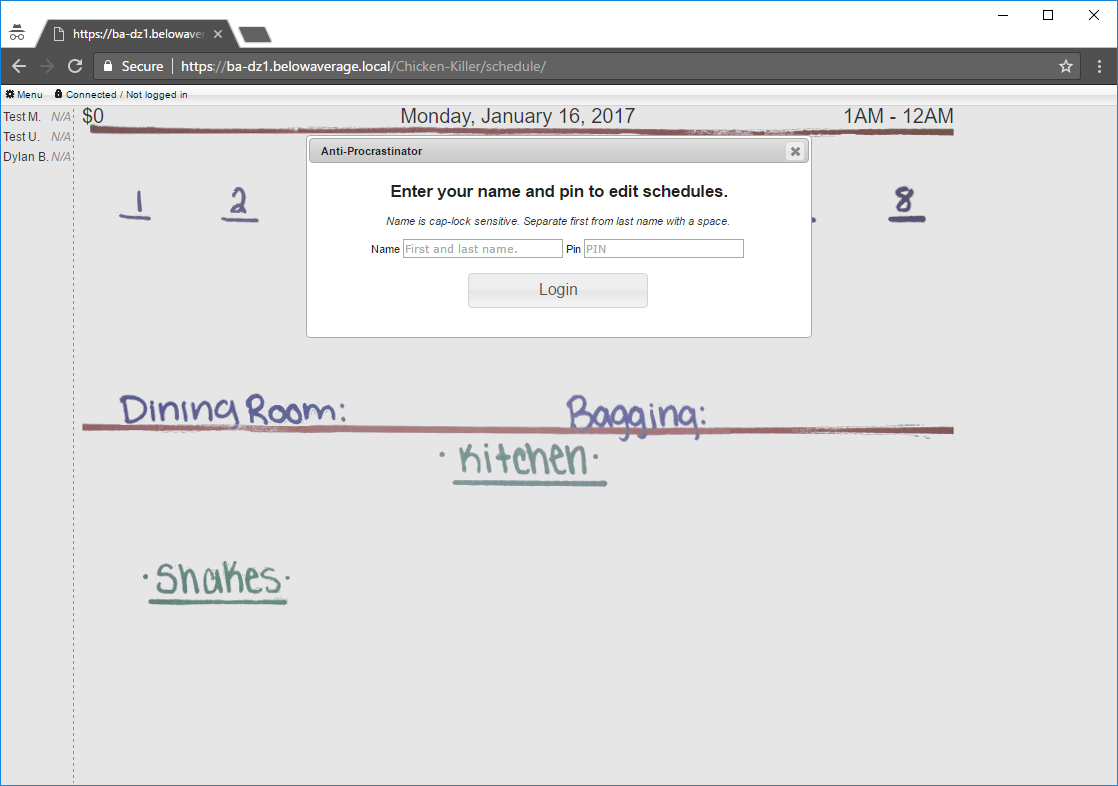 https://ba-dz1.belowaver
Secure https://ba-dz1.belowaverage.local/Chicken-Killer/schedule/
Menu Connected / Not logged in
Test M. N/A $0 Monday, January 16, 2017 1AM - 12AM
Test U. N/A
Dylan B. N/A
Anti-Procrastinator
Enter your name and pin to edit schedules.
1 2 8
Name is cap-lock sensitive. Separate first from last name with a space.
Name First and last name. Pin PIN
Login
Dining Room: Bagging:
· Kitchen ·
· Shakes ·